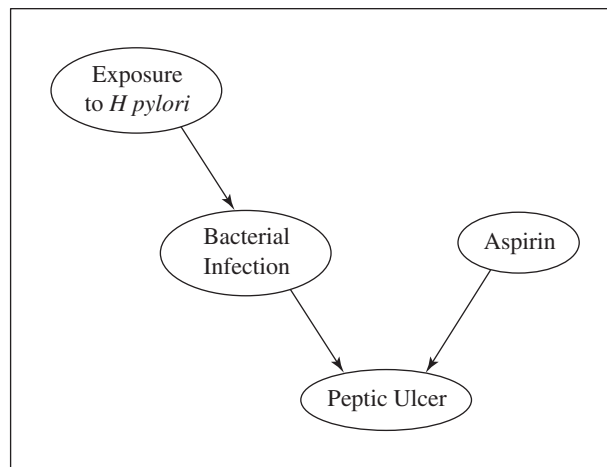 Exposure
to H pylori
Bacterial
Infection
Aspirin
Peptic Ulcer